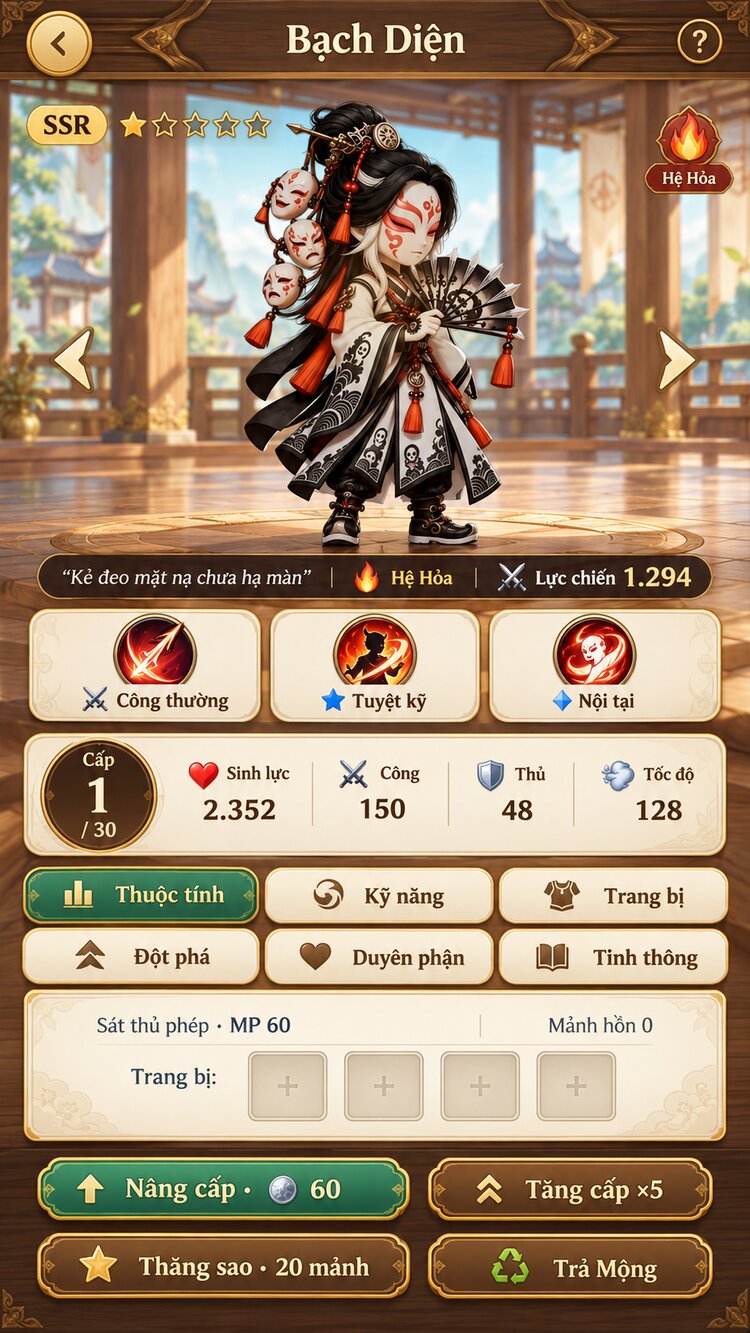 Bạch Diện
?
SSR
Hệ Hỏa
“Kẻ đeo mặt nạ chưa hạ màn” Hệ Hỏa Lực chiến 1.294
Công thường Tuyệt kỹ Nội tại
Cấp
1
/ 30
Sinh lực Công Thủ Tốc độ
2.352 150 48 128
Thuộc tính Kỹ năng Trang bị
Đột phá Duyên phận Tinh thông
Sát thủ phép • MP 60 Mảnh hồn 0
Trang bị:
Nâng cấp • 60 Tăng cấp ×5
Thăng sao • 20 mảnh Trả Mộng